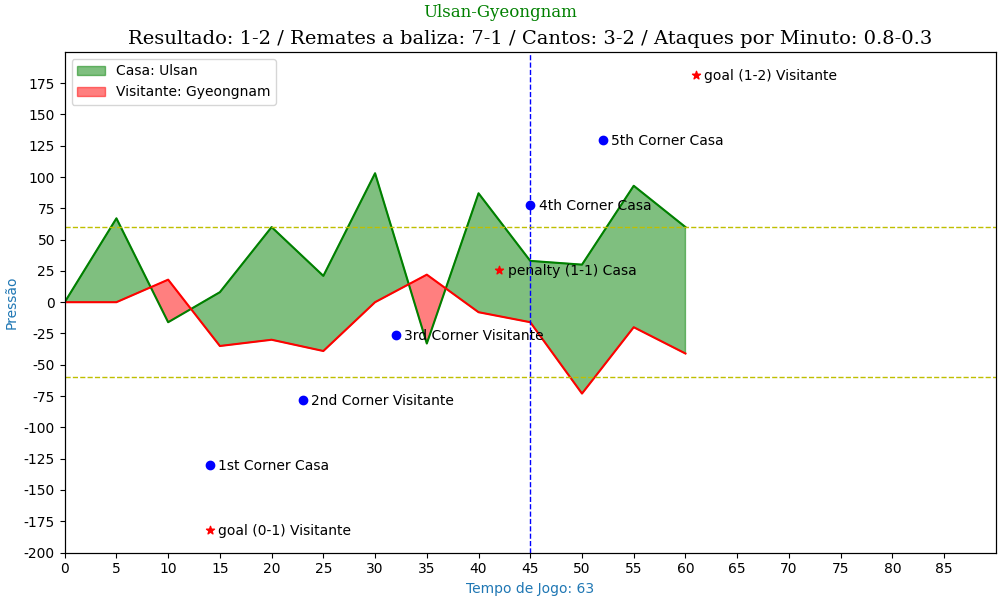 Ulsan-Gyeongnam
Resultado: 1-2 / Remates a baliza: 7-1 / Cantos: 3-2 / Ataques por Minuto: 0.8-0.3
Casa: Ulsan
Visitante: Gyeongnam
goal (1-2) Visitante
5th Corner Casa
4th Corner Casa
penalty (1-1) Casa
3rd Corner Visitante
2nd Corner Visitante
1st Corner Casa
goal (0-1) Visitante
Pressão
175
150
125
100
75
50
25
0
-25
-50
-75
-100
-125
-150
-175
-200
0 5 10 15 20 25 30 35 40 45 50 55 60 65 70 75 80 85
Tempo de Jogo: 63